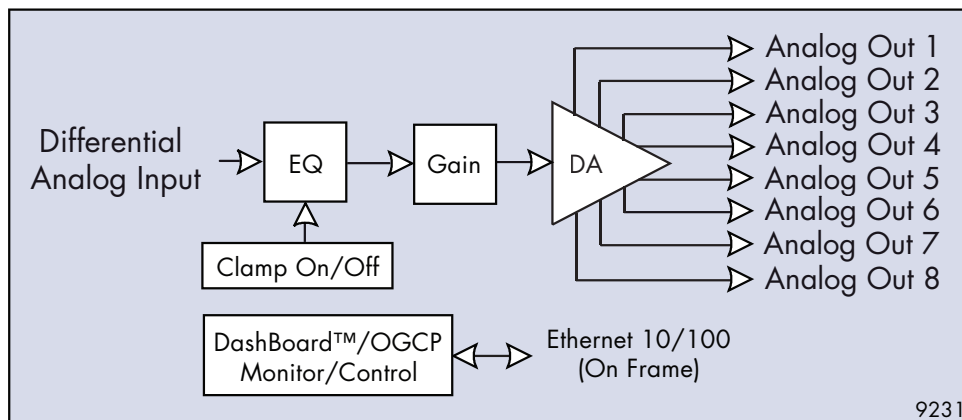 Differential
Analog Input
EQ
Gain
DA
Clamp On/Off
Analog Out 1
Analog Out 2
Analog Out 3
Analog Out 4
Analog Out 5
Analog Out 6
Analog Out 7
Analog Out 8
DashBoard™/OGCP
Monitor/Control
Ethernet 10/100
(On Frame)
9231